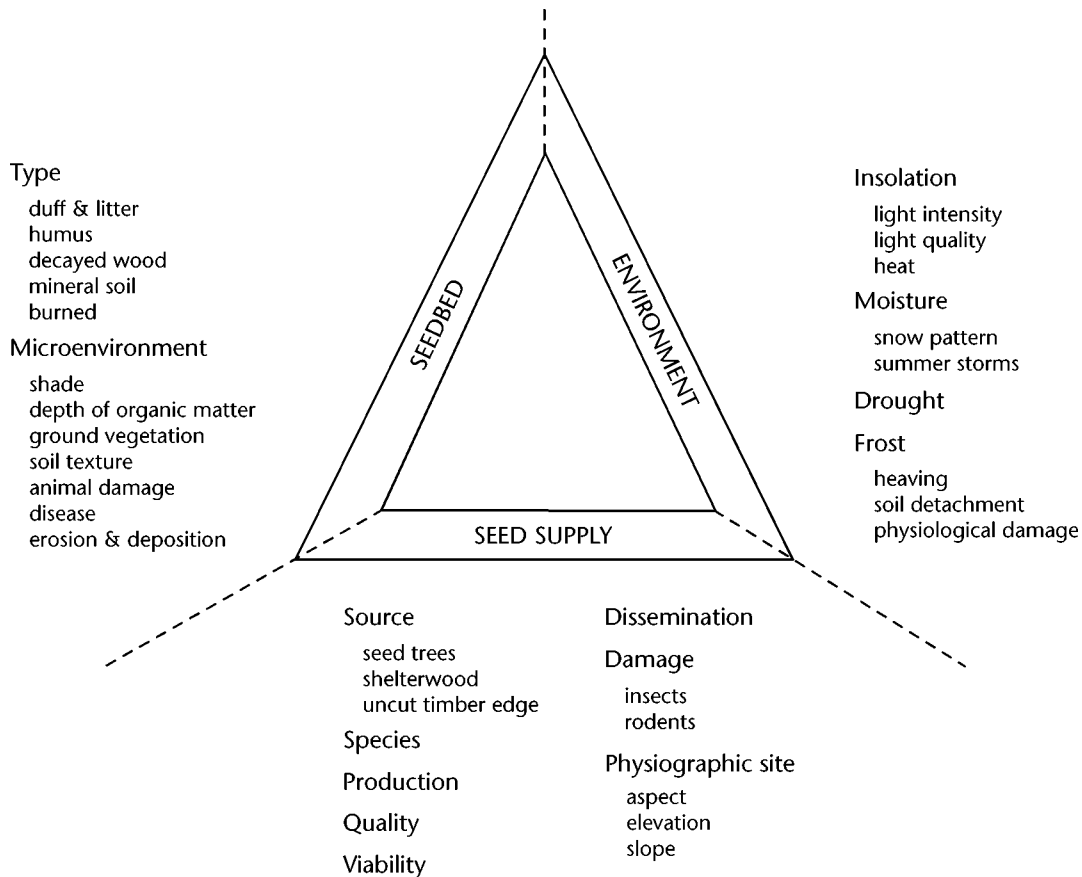 Type
duff & litter
humus
decayed wood
mineral soil
burned
Microenvironment
shade
depth of organic matter
ground vegetation
soil texture
animal damage
disease
erosion & deposition
SEEDBED
ENVIRONMENT
SEED SUPPLY
Insolation
light intensity
light quality
heat
Moisture
snow pattern
summer storms
Drought
Frost
heaving
soil detachment
physiological damage
Source
seed trees
shelterwood
uncut timber edge
Species
Production
Quality
Viability
Dissemination
Damage
insects
rodents
Physiographic site
aspect
elevation
slope